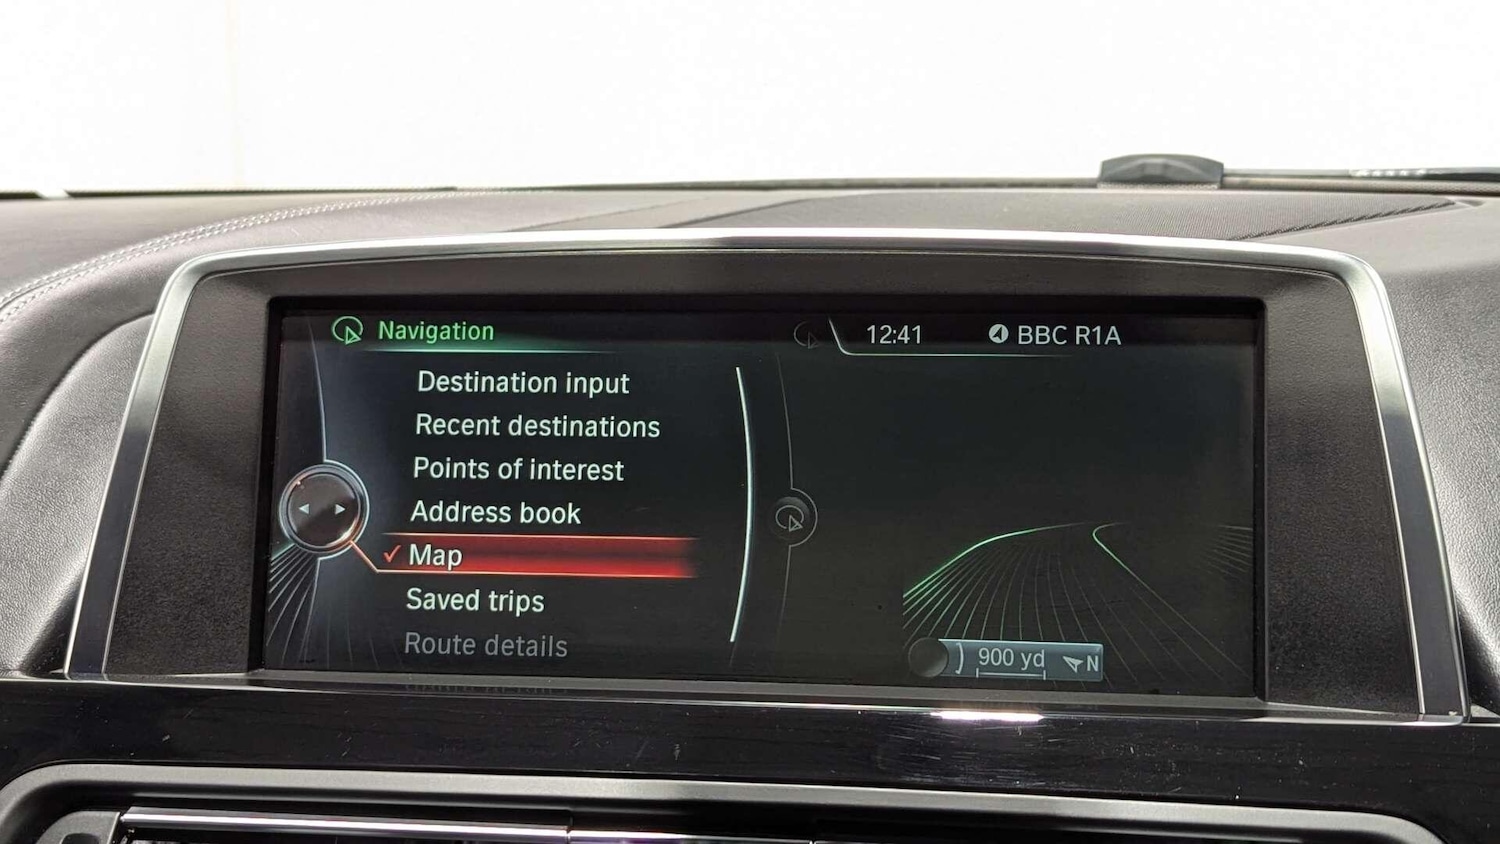 Navigation
12:41 BBC R1A
Destination input
Recent destinations
Points of interest
Address book
Map
Saved trips
Route details
900 yd N